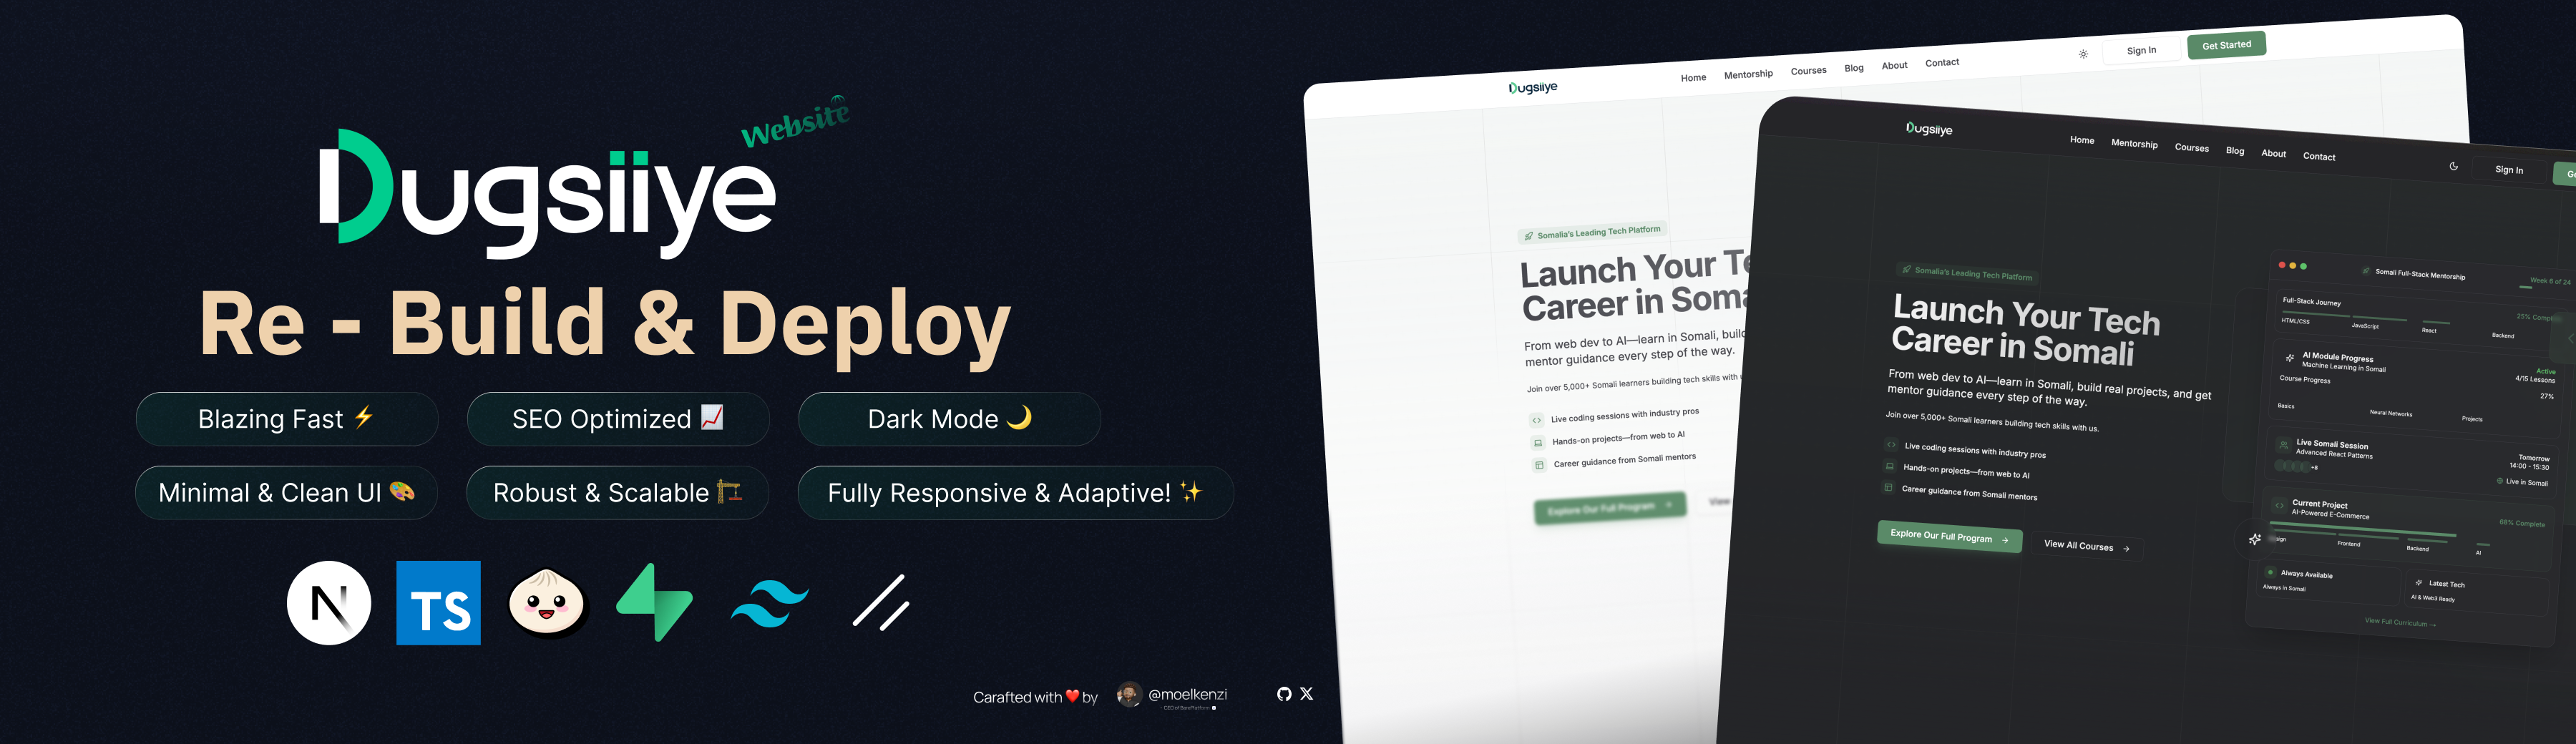 Website
Dugsiiye
Re - Build & Deploy
Blazing Fast ⚡
SEO Optimized 📈
Dark Mode 🌙
Minimal & Clean UI 🎨
Robust & Scalable 🏗️
Fully Responsive & Adaptive! ✨
N
TS
Carafted with ❤️ by
@moelkenzi
Dugsiiye
Home Mentorship Courses Blog About Contact
Sign In
Get Started
Somalia's Leading Tech Platform
Launch Your Te
Career in Soma
From web dev to AI—learn in Somali, build
mentor guidance every step of the way.
Join over 5,000+ Somali learners building tech skills with u
Live coding sessions with industry pros
Hands-on projects—from web to AI
Career guidance from Somali mentors
Explore Our Full Program
View
Dugsiiye
Home Mentorship Courses Blog About Contact
Sign In
Ge
Somalia's Leading Tech Platform
Launch Your Tech
Career in Somali
From web dev to AI—learn in Somali, build real projects, and get
mentor guidance every step of the way.
Join over 5,000+ Somali learners building tech skills with us.
Live coding sessions with industry pros
Hands-on projects—from web to AI
Career guidance from Somali mentors
Explore Our Full Program →
View All Courses →
Somali Full-Stack Mentorship
Week 6 of 24
Full-Stack Journey
25% Comp
HTML/CSS JavaScript React Backend
AI Module Progress
Machine Learning in Somali
Active
4/15 Lessons
Course Progress
27%
Basics Neural Networks Projects
Live Somali Session
Advanced React Patterns
+8
Tomorrow
14:00 - 15:30
Live in Somali
Current Project
AI-Powered E-Commerce
68% Complete
sign Frontend Backend AI
Always Available
Always in Somali
Latest Tech
AI & Web3 Ready
View Full Curriculum →